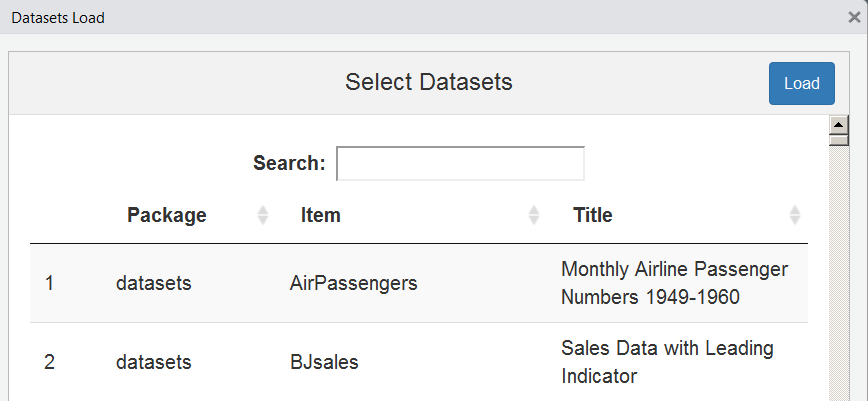 Datasets Load
Select Datasets
Load
Search:
Package Item Title
1 datasets AirPassengers Monthly Airline Passenger
Numbers 1949-1960
2 datasets BJsales Sales Data with Leading
Indicator